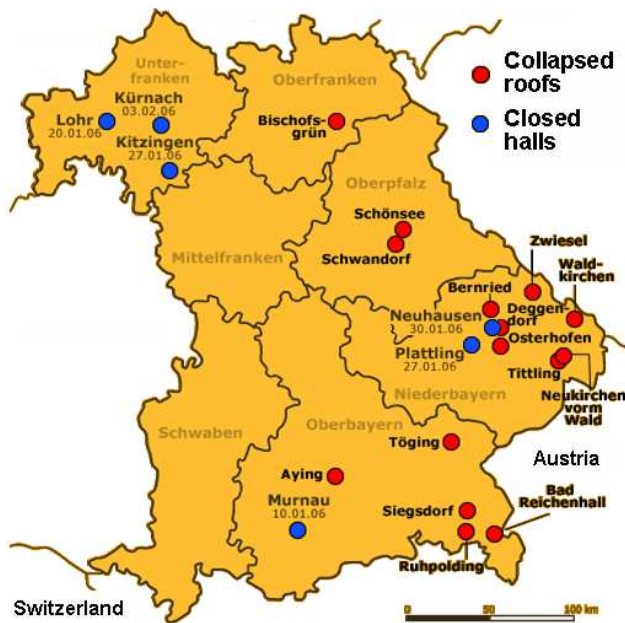 Unter-
franken
Oberfranken
Collapsed
roofs
Closed
halls
Kürnach
03.02.06
Lohr
20.01.06
Kitzingen
27.01.06
Bischofs-
grün
Oberpfalz
Schönsee
Schwandorf
Mittelfranken
Zwiesel
Wald-
kirchen
Bernried
Neuhausen
30.01.06
Deggen-
dorf
Osterhofen
Plattling
27.01.06
Tittling
Niederbayern
Neukirchen
vorm
Wald
Schwaben
Oberbayern
Töging
Austria
Aying
Bad
Reichenhall
Murnau
10.01.06
Siegsdorf
Ruhpolding
Switzerland
0 50 100 km